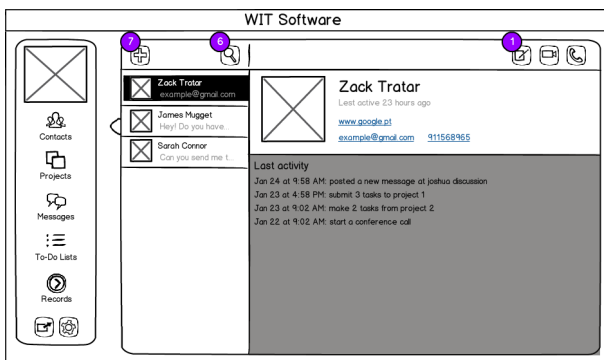 WIT Software
7
6
1
Contacts
Projects
Messages
To-Do Lists
Records
Zack Tratar
example@gmail.com
James Mugget
Hey! Do you have...
Sarah Connor
Can you send me t...
Zack Tratar
Last active 23 hours ago
www.google.pt
example@gmail.com 911568965
Last activity
Jan 24 at 9:58 AM: posted a new message at joshua discussion
Jan 23 at 4:58 PM: submit 3 tasks to project 1
Jan 23 at 9:02 AM: make 2 tasks from project 2
Jan 22 at 9:02 AM: start a conference call